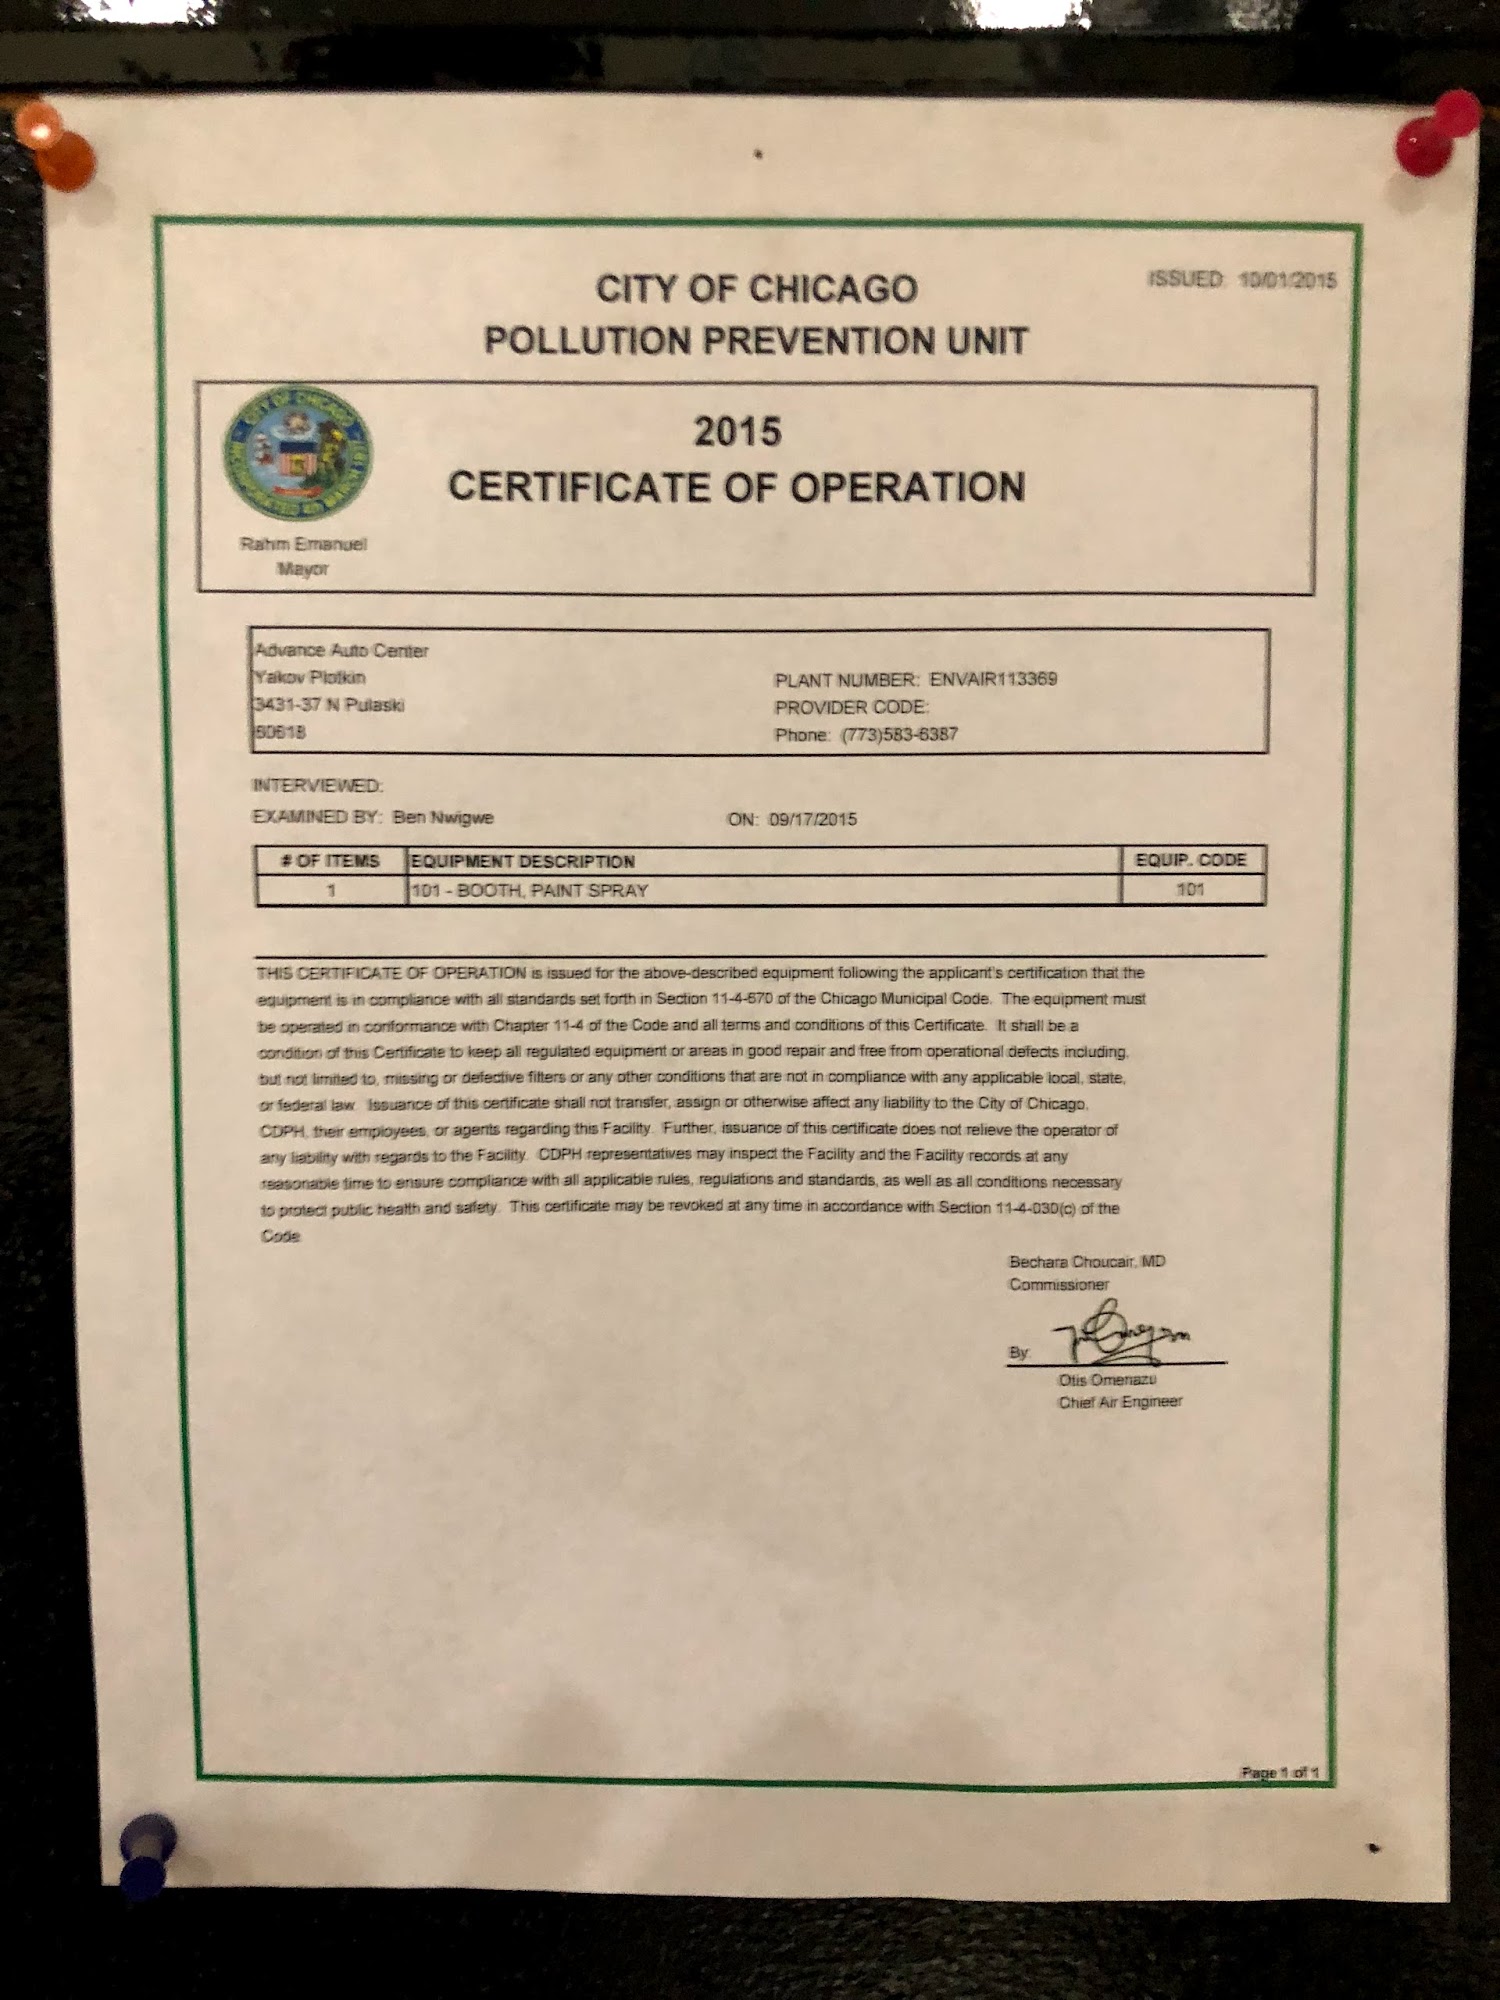 ISSUED: 10/01/2015
CITY OF CHICAGO
POLLUTION PREVENTION UNIT
CITY OF CHICAGO
INCORPORATED 4th MARCH 1837
2015
CERTIFICATE OF OPERATION
Rahm Emanuel
Mayor
Advance Auto Center
Yakov Plotkin
3431-37 N Pulaski
60618
PLANT NUMBER: ENVAIR113369
PROVIDER CODE:
Phone: (773)583-6387
INTERVIEWED:
EXAMINED BY: Ben Nwigwe ON: 09/17/2015
# OF ITEMS EQUIPMENT DESCRIPTION EQUIP. CODE
1 101 - BOOTH, PAINT SPRAY 101
THIS CERTIFICATE OF OPERATION is issued for the above-described equipment following the applicant's certification that the
equipment is in compliance with all standards set forth in Section 11-4-670 of the Chicago Municipal Code. The equipment must
be operated in conformance with Chapter 11-4 of the Code and all terms and conditions of this Certificate. It shall be a
condition of this Certificate to keep all regulated equipment or areas in good repair and free from operational defects including,
but not limited to, missing or defective filters or any other conditions that are not in compliance with any applicable local, state,
or federal law. Issuance of this certificate shall not transfer, assign or otherwise affect any liability to the City of Chicago,
CDPH, their employees, or agents regarding this Facility. Further, issuance of this certificate does not relieve the operator of
any liability with regards to the Facility. CDPH representatives may inspect the Facility and the Facility records at any
reasonable time to ensure compliance with all applicable rules, regulations and standards, as well as all conditions necessary
to protect public health and safety. This certificate may be revoked at any time in accordance with Section 11-4-030(c) of the
Code.
Bechara Choucair, MD
Commissioner
By:
Otis Omenazu
Chief Air Engineer
Page 1 of 1